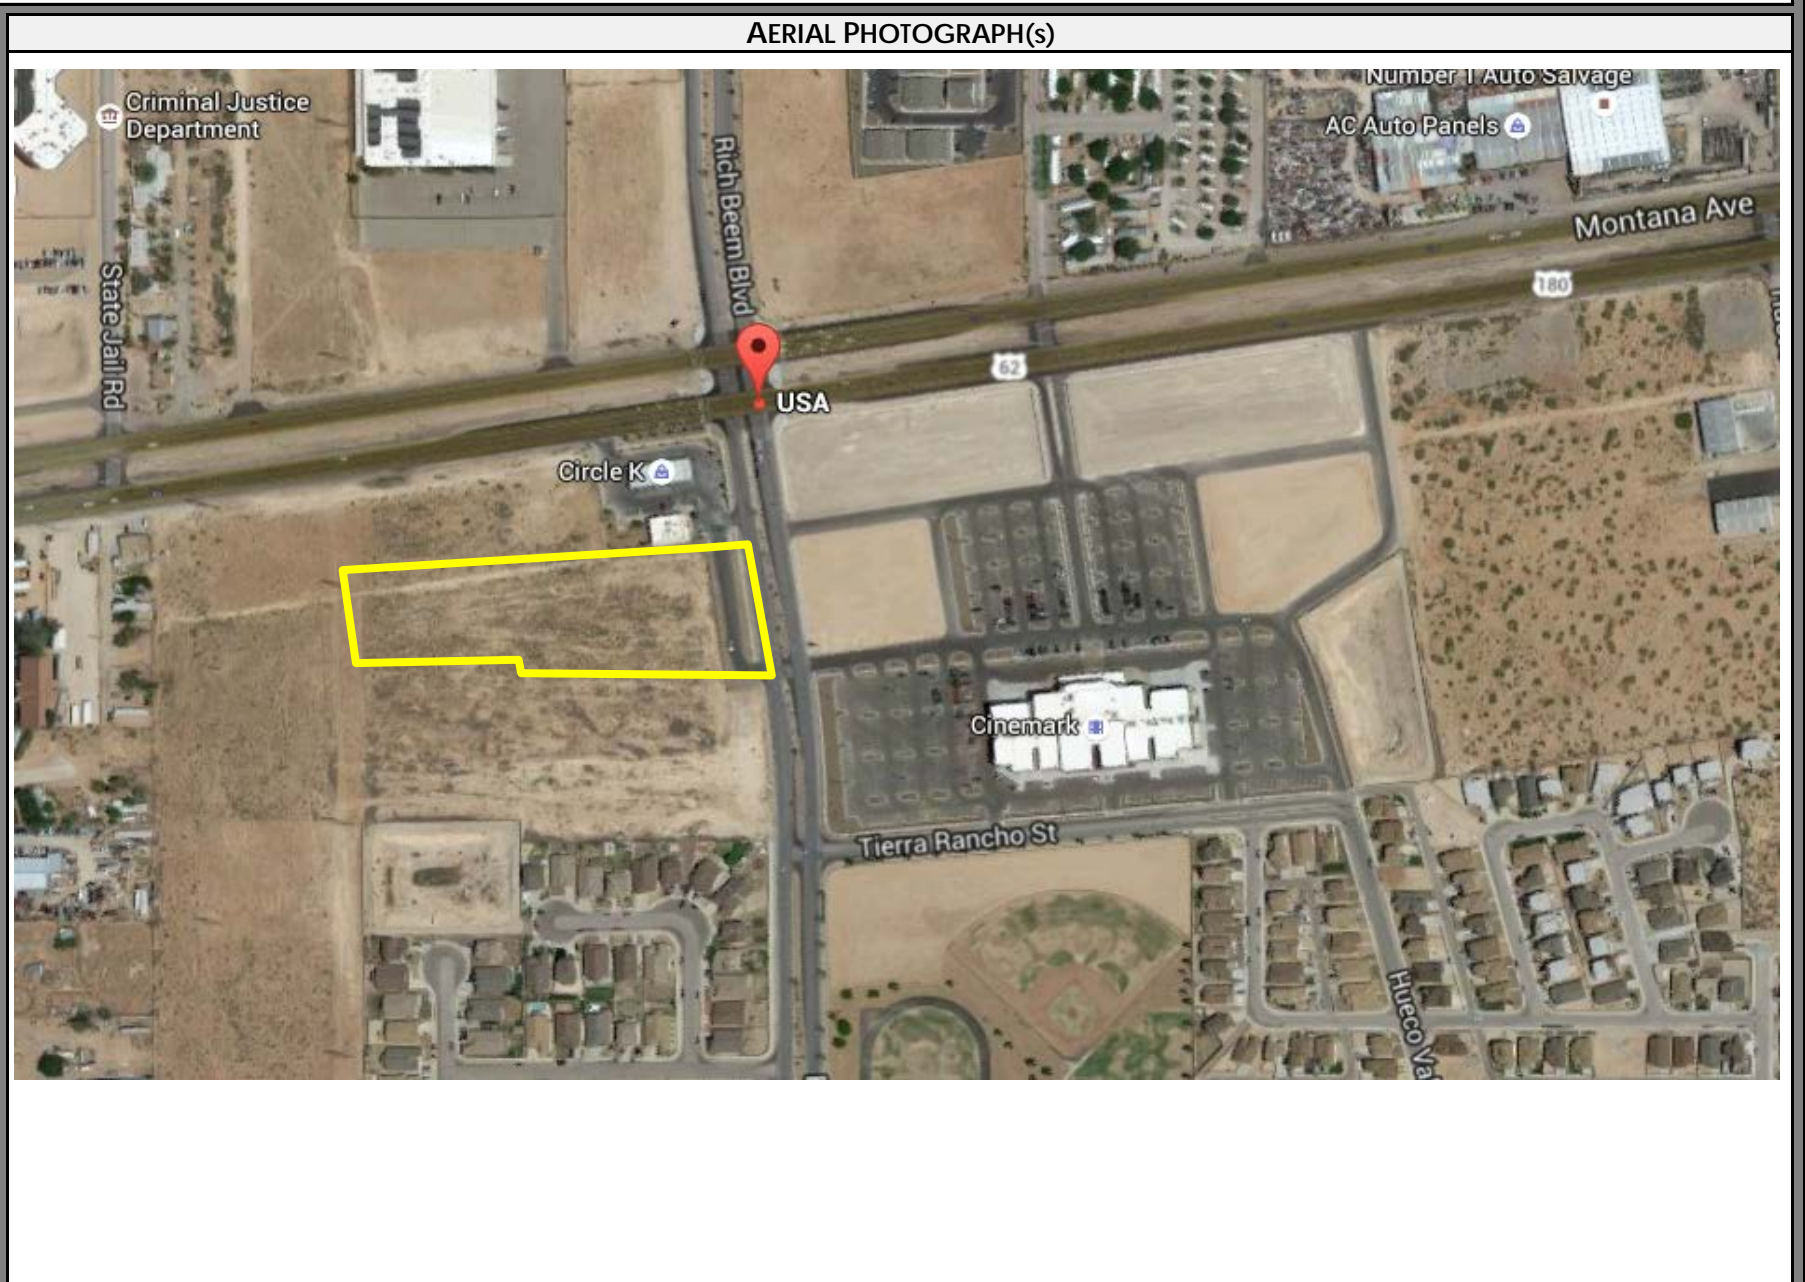 AERIAL PHOTOGRAPH(s)
Number 1 Auto Salvage
Criminal Justice
Department
AC Auto Panels
Rich Beem Blvd
Montana Ave
State Jail Rd
180
62
USA
Circle K
Cinemark
Tierra Rancho St
Hueco Val